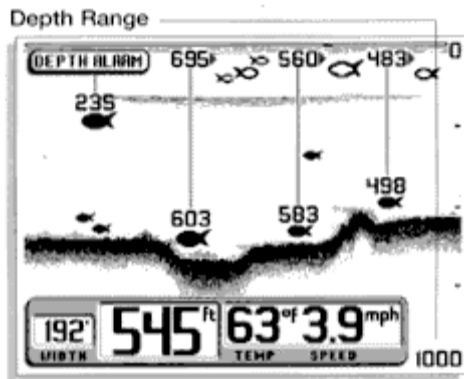 Depth Range
DEPTH ALARM 695 560 483 0
235
498
603 583
192' 545 ft 63°F 3.9 mph
WIDTH TEMP SPEED 1000